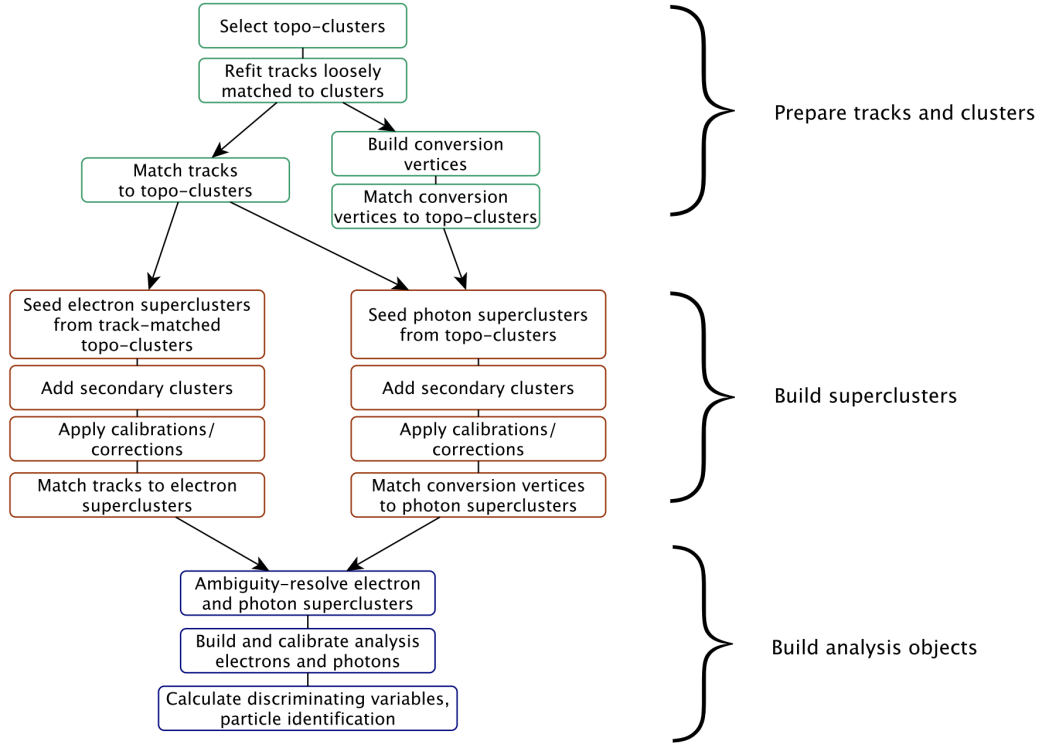 Select topo-clusters
Refit tracks loosely
matched to clusters
Prepare tracks and clusters
Build conversion
vertices
Match tracks
to topo-clusters
Match conversion
vertices to topo-clusters
Seed electron superclusters
from track-matched
topo-clusters
Seed photon superclusters
from topo-clusters
Add secondary clusters
Add secondary clusters
Build superclusters
Apply calibrations/
corrections
Apply calibrations/
corrections
Match tracks to electron
superclusters
Match conversion vertices
to photon superclusters
Ambiguity-resolve electron
and photon superclusters
Build and calibrate analysis
electrons and photons
Build analysis objects
Calculate discriminating variables,
particle identification